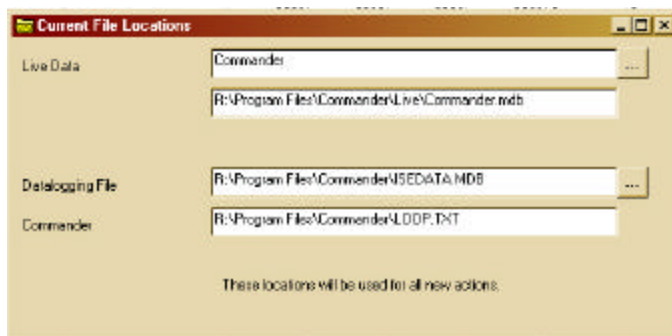 Current File Locations
Live Data
Commander
...
R:\Program Files\Commander\Live\Commander.mdb
Datalogging File
R:\Program Files\Commander\ISEDATA.MDB
...
Commander
R:\Program Files\Commander\LOOP.TXT
These locations will be used for all new actions.